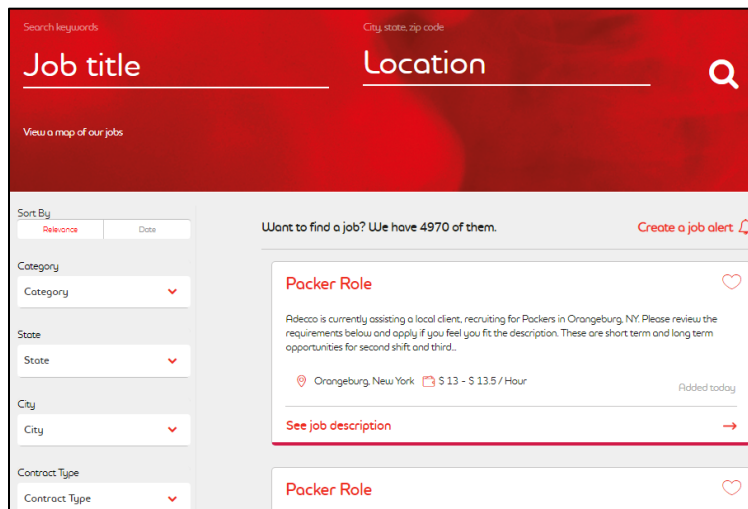 Search keywords
City, state, zip code
Job title
Location
View a map of our jobs
Sort By
Relevance
Date
Want to find a job? We have 4970 of them.
Create a job alert
Category
Category
State
State
City
City
Contract Type
Contract Type
Packer Role
Adecco is currently assisting a local client, recruiting for Packers in Orangeburg, NY. Please review the
requirements below and apply if you feel you fit the description. These are short term and long term
opportunities for second shift and third...
Orangeburg, New York
$ 13 - $ 13.5 / Hour
Added today
See job description
Packer Role